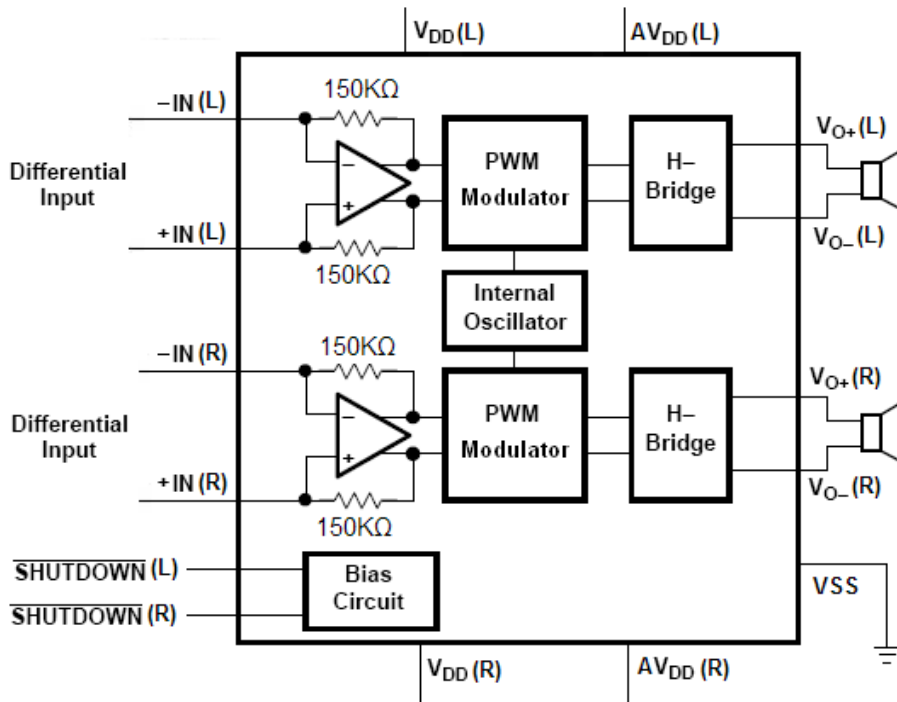 VDD(L)
AVDD(L)
–IN(L)
150KΩ
VO+(L)
Differential
Input
PWM
Modulator
H–
Bridge
+IN(L)
150KΩ
VO–(L)
Internal
Oscillator
–IN(R)
150KΩ
VO+(R)
Differential
Input
PWM
Modulator
H–
Bridge
+IN(R)
150KΩ
VO–(R)
SHUTDOWN(L)
SHUTDOWN(R)
Bias
Circuit
VSS
VDD(R)
AVDD(R)